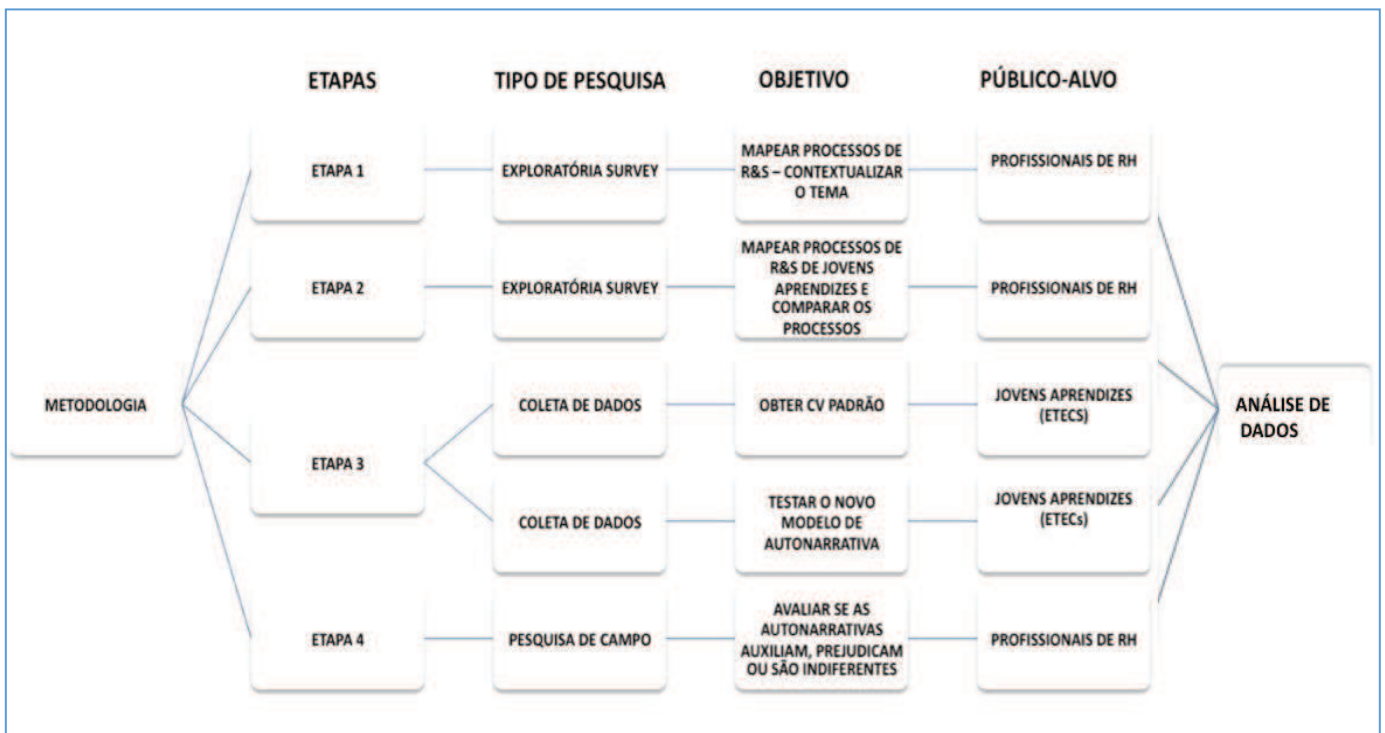 ETAPAS
TIPO DE PESQUISA
OBJETIVO
PÚBLICO-ALVO
ETAPA 1
EXPLORATÓRIA SURVEY
MAPEAR PROCESSOS DE
R&S – CONTEXTUALIZAR
O TEMA
PROFISSIONAIS DE RH
ETAPA 2
EXPLORATÓRIA SURVEY
MAPEAR PROCESSOS DE
R&S DE JOVENS
APRENDIZES E
COMPARAR OS
PROCESSOS
PROFISSIONAIS DE RH
METODOLOGIA
ETAPA 3
COLETA DE DADOS
OBTER CV PADRÃO
JOVENS APRENDIZES
(ETECS)
COLETA DE DADOS
TESTAR O NOVO
MODELO DE
AUTONARRATIVA
JOVENS APRENDIZES
(ETECs)
ANÁLISE DE
DADOS
ETAPA 4
PESQUISA DE CAMPO
AVALIAR SE AS
AUTONARRATIVAS
AUXILIAM, PREJUDICAM
OU SÃO INDIFERENTES
PROFISSIONAIS DE RH